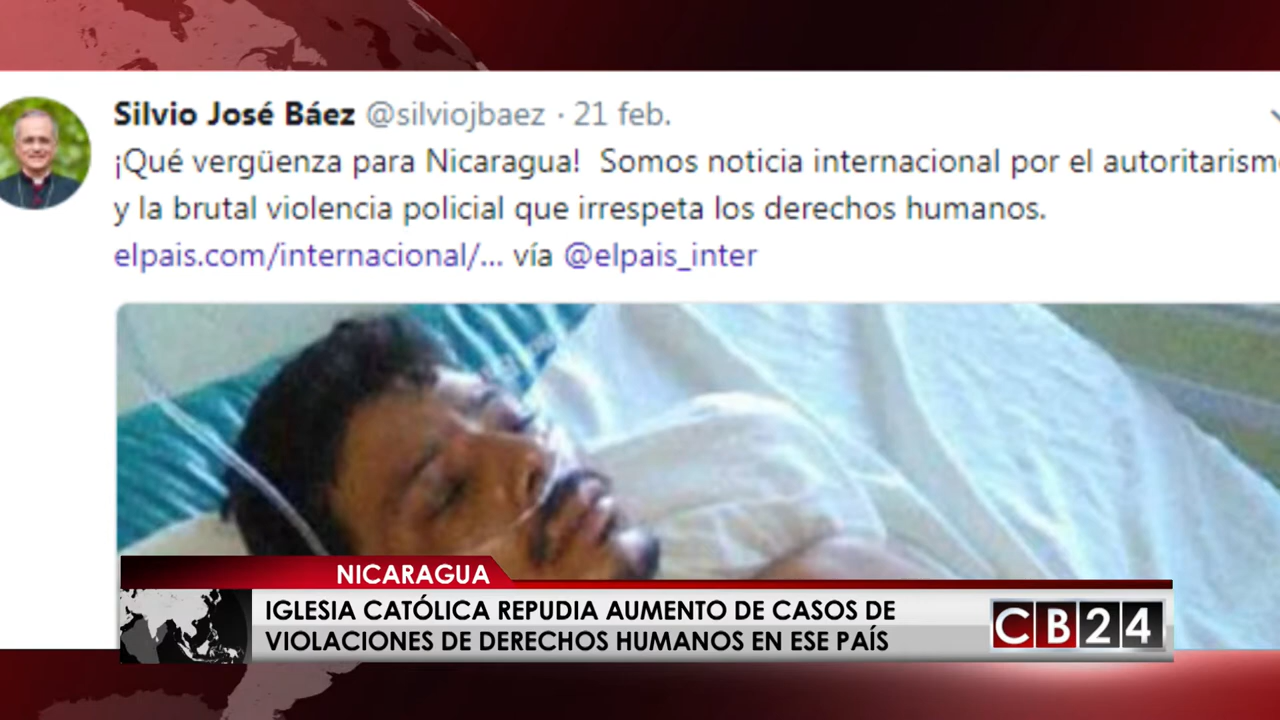 Silvio José Báez @silviojbaez · 21 feb.
¡Qué vergüenza para Nicaragua! Somos noticia internacional por el autoritarism
y la brutal violencia policial que irrespeta los derechos humanos.
elpais.com/internacional/... vía @elpais_inter
NICARAGUA
IGLESIA CATÓLICA REPUDIA AUMENTO DE CASOS DE
VIOLACIONES DE DERECHOS HUMANOS EN ESE PAÍS
CB24